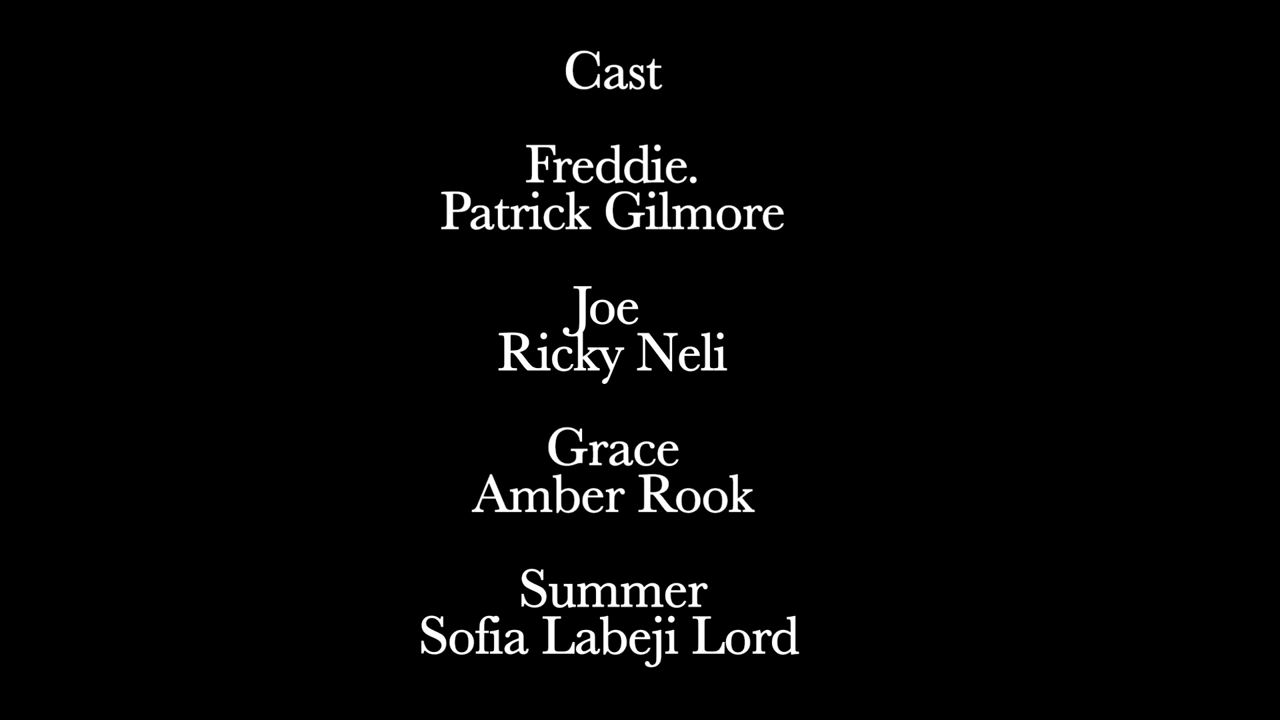 Cast
Freddie.
Patrick Gilmore
Joe
Ricky Neli
Grace
Amber Rook
Summer
Sofia Labeji Lord